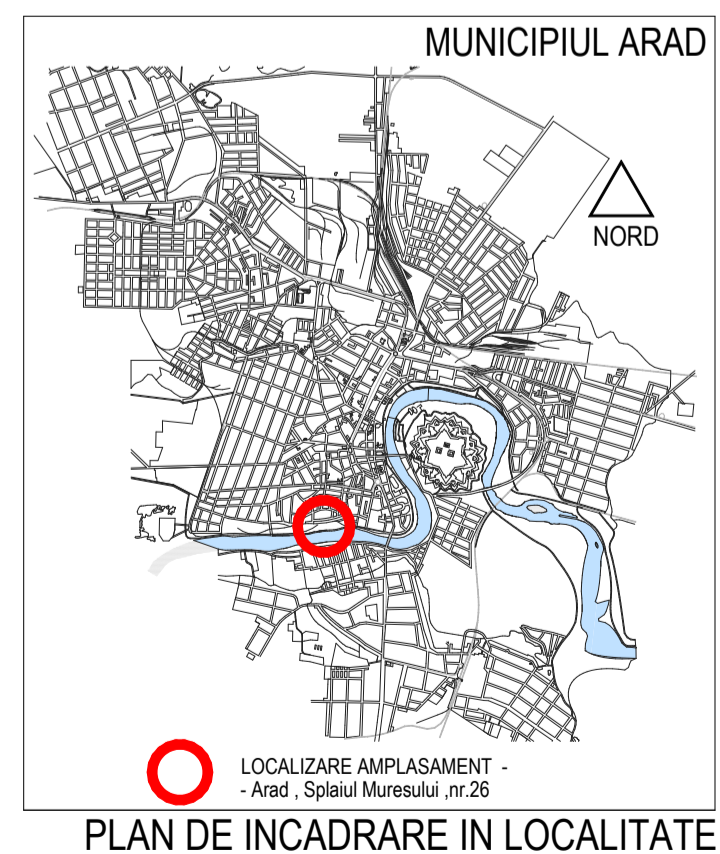 MUNICIPIUL ARAD
NORD
LOCALIZARE AMPLASAMENT -
- Arad , Splaiul Muresului ,nr.26
PLAN DE INCADRARE IN LOCALITATE